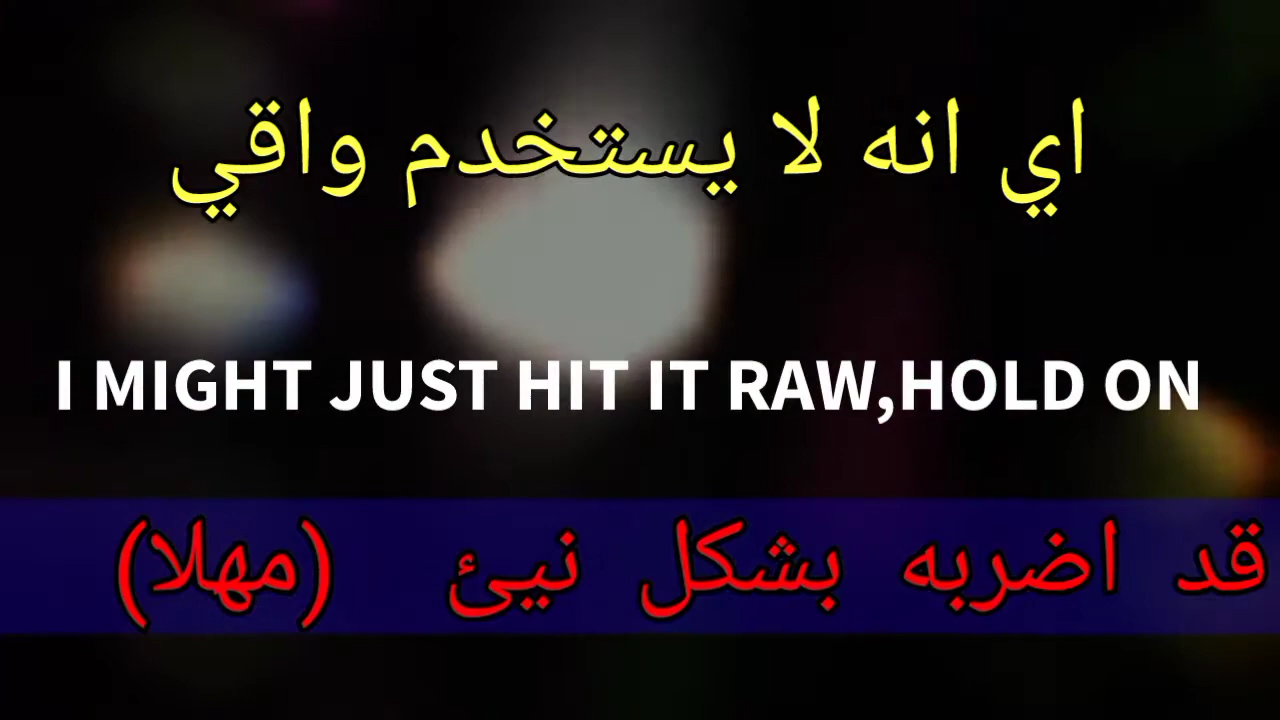 اي انه لا يستخدم واقي
I MIGHT JUST HIT IT RAW,HOLD ON
قد اضربه بشكل نيئ (مهلا)